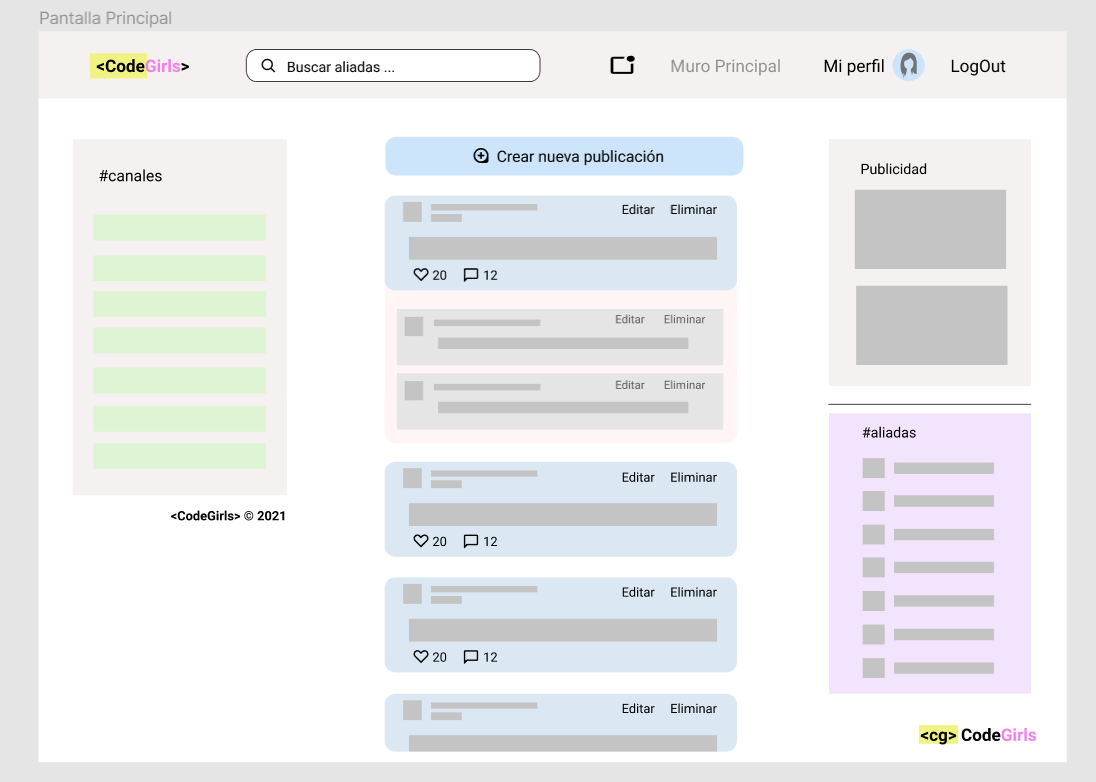 Pantalla Principal
<CodeGirls>
Buscar aliadas ...
Muro Principal
Mi perfil
LogOut
#canales
<CodeGirls> © 2021
Crear nueva publicación
Editar Eliminar
20 12
Editar Eliminar
Editar Eliminar
Editar Eliminar
20 12
Editar Eliminar
20 12
Editar Eliminar
Publicidad
#aliadas
<cg> CodeGirls